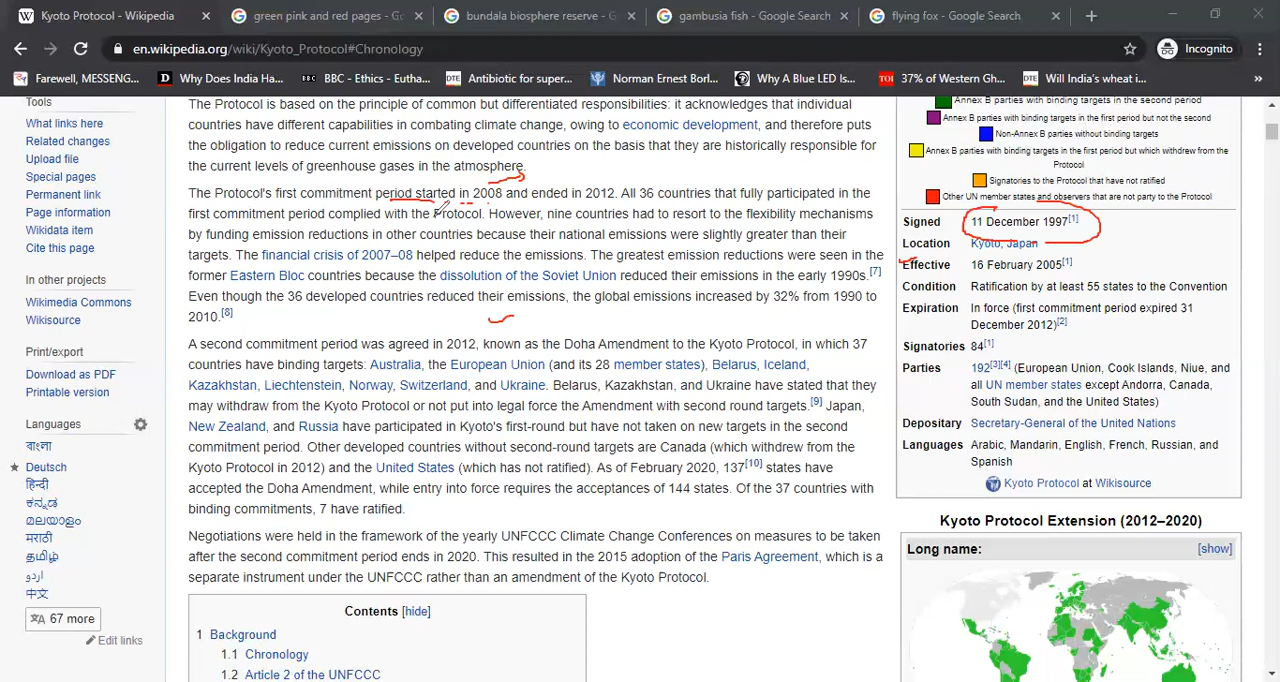 Kyoto Protocol - Wikipedia
green pink and red pages - Go
bundala biosphere reserve - G
gambusia fish - Google Search
flying fox - Google Search
en.wikipedia.org/wiki/Kyoto_Protocol#Chronology
Incognito
Farewell, MESSENG...
Why Does India Ha...
BBC - Ethics - Eutha...
Antibiotic for super...
Norman Ernest Borl...
Why A Blue LED Is...
37% of Western Gh...
Will India's wheat i...
Tools
What links here
Related changes
Upload file
Special pages
Permanent link
Page information
Wikidata item
Cite this page
In other projects
Wikimedia Commons
Wikisource
Print/export
Download as PDF
Printable version
Languages
বাংলা
Deutsch
हिन्दी
ಕನ್ನಡ
മലയാളം
मराठी
தமிழ்
اردو
中文
67 more
Edit links
The Protocol is based on the principle of common but differentiated responsibilities: it acknowledges that individual
countries have different capabilities in combating climate change, owing to economic development, and therefore puts
the obligation to reduce current emissions on developed countries on the basis that they are historically responsible for
the current levels of greenhouse gases in the atmosphere.
The Protocol's first commitment period started in 2008 and ended in 2012. All 36 countries that fully participated in the
first commitment period complied with the Protocol. However, nine countries had to resort to the flexibility mechanisms
by funding emission reductions in other countries because their national emissions were slightly greater than their
targets. The financial crisis of 2007–08 helped reduce the emissions. The greatest emission reductions were seen in the
former Eastern Bloc countries because the dissolution of the Soviet Union reduced their emissions in the early 1990s.[7]
Even though the 36 developed countries reduced their emissions, the global emissions increased by 32% from 1990 to
2010.[8]
A second commitment period was agreed in 2012, known as the Doha Amendment to the Kyoto Protocol, in which 37
countries have binding targets: Australia, the European Union (and its 28 member states), Belarus, Iceland,
Kazakhstan, Liechtenstein, Norway, Switzerland, and Ukraine. Belarus, Kazakhstan, and Ukraine have stated that they
may withdraw from the Kyoto Protocol or not put into legal force the Amendment with second round targets.[9] Japan,
New Zealand, and Russia have participated in Kyoto's first-round but have not taken on new targets in the second
commitment period. Other developed countries without second-round targets are Canada (which withdrew from the
Kyoto Protocol in 2012) and the United States (which has not ratified). As of February 2020, 137[10] states have
accepted the Doha Amendment, while entry into force requires the acceptances of 144 states. Of the 37 countries with
binding commitments, 7 have ratified.
Negotiations were held in the framework of the yearly UNFCCC Climate Change Conferences on measures to be taken
after the second commitment period ends in 2020. This resulted in the 2015 adoption of the Paris Agreement, which is a
separate instrument under the UNFCCC rather than an amendment of the Kyoto Protocol.
Contents [hide]
1 Background
1.1 Chronology
1.2 Article 2 of the UNFCCC
Annex B parties with binding targets in the second period
Annex B parties with binding targets in the first period but not the second
Non-Annex B parties without binding targets
Annex B parties with binding targets in the first period but which withdrew from the
Protocol
Signatories to the Protocol that have not ratified
Other UN member states and observers that are not party to the Protocol
Signed 11 December 1997[1]
Location Kyoto, Japan
Effective 16 February 2005[1]
Condition Ratification by at least 55 states to the Convention
Expiration In force (first commitment period expired 31
December 2012)[2]
Signatories 84[1]
Parties 192[3][4] (European Union, Cook Islands, Niue, and
all UN member states except Andorra, Canada,
South Sudan, and the United States)
Depositary Secretary-General of the United Nations
Languages Arabic, Mandarin, English, French, Russian, and
Spanish
Kyoto Protocol at Wikisource
Kyoto Protocol Extension (2012–2020)
Long name: [show]